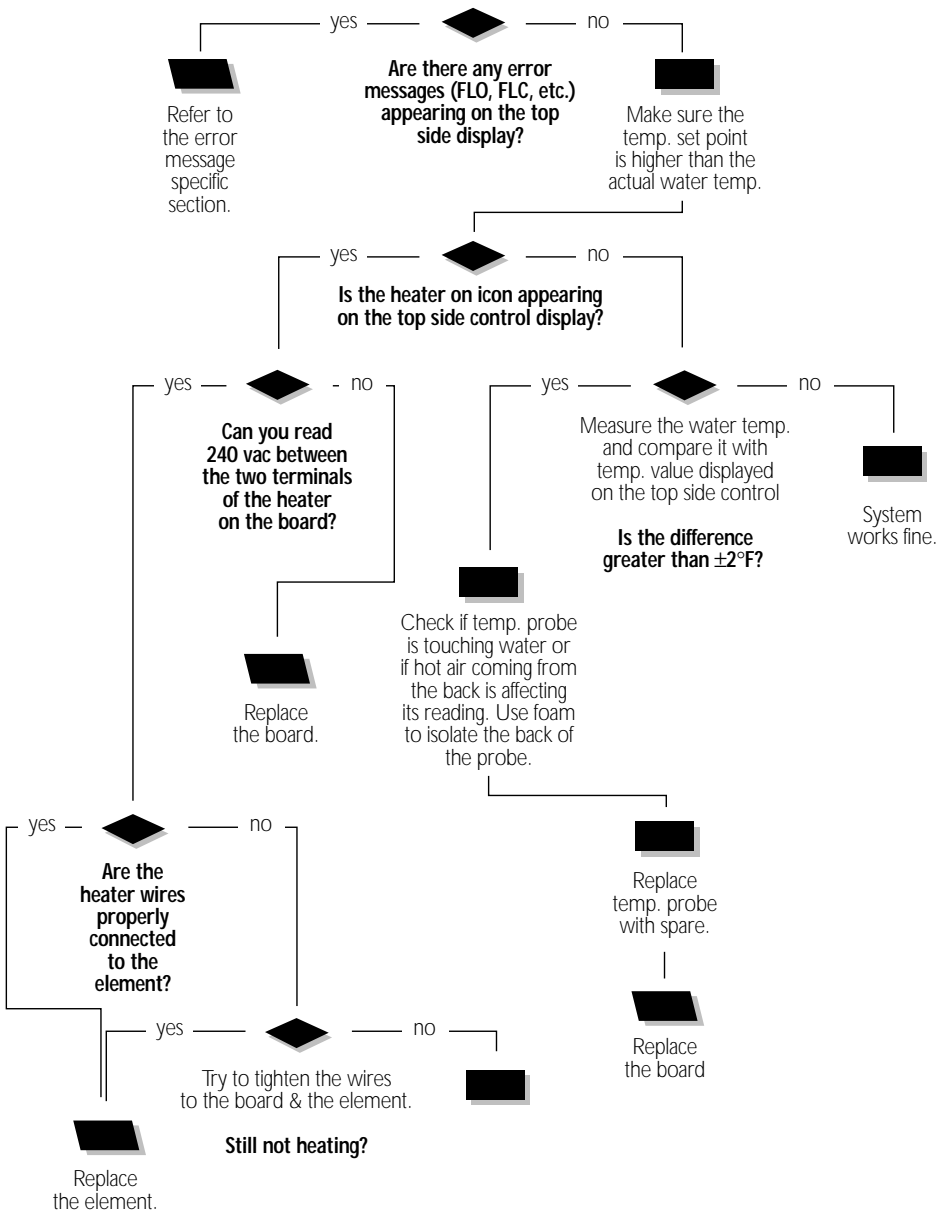 yes
no
Are there any error
messages (FLO, FLC, etc.)
appearing on the top
side display?
Refer to
the error
message
specific
section.
Make sure the
temp. set point
is higher than the
actual water temp.
yes
no
Is the heater on icon appearing
on the top side control display?
yes
no
Can you read
240 vac between
the two terminals
of the heater
on the board?
yes
no
Measure the water temp.
and compare it with
temp. value displayed
on the top side control
Is the difference
greater than ±2°F?
System
works fine.
Check if temp. probe
is touching water or
if hot air coming from
the back is affecting
its reading. Use foam
to isolate the back of
the probe.
Replace
the board.
yes
no
Are the
heater wires
properly
connected
to the
element?
Replace
temp. probe
with spare.
Replace
the board
yes
no
Try to tighten the wires
to the board & the element.
Still not heating?
Replace
the element.